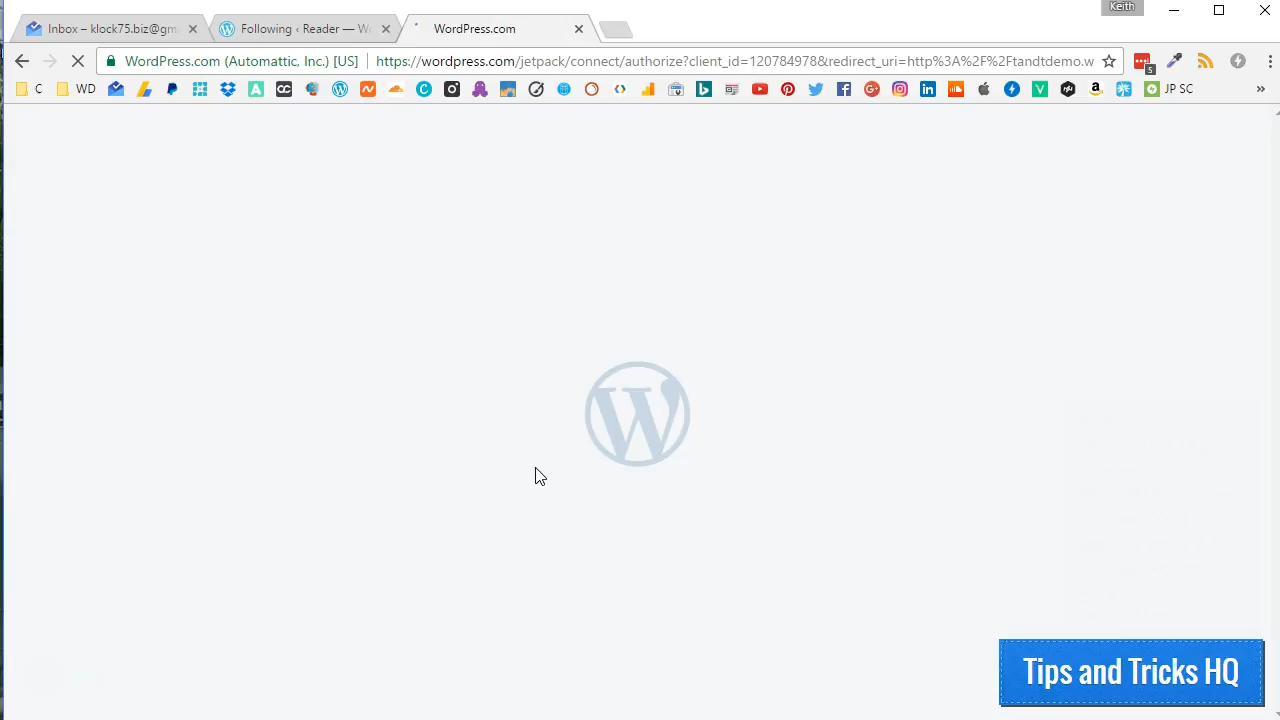 Keith
Inbox – klock75.biz@gm
Following ‹ Reader — W
WordPress.com
WordPress.com (Automattic, Inc.) [US]
https://wordpress.com/jetpack/connect/authorize?client_id=120784978&redirect_uri=http%3A%2F%2Ftandtdemo.w
5
C
WD
JP SC
»
Tips and Tricks HQ